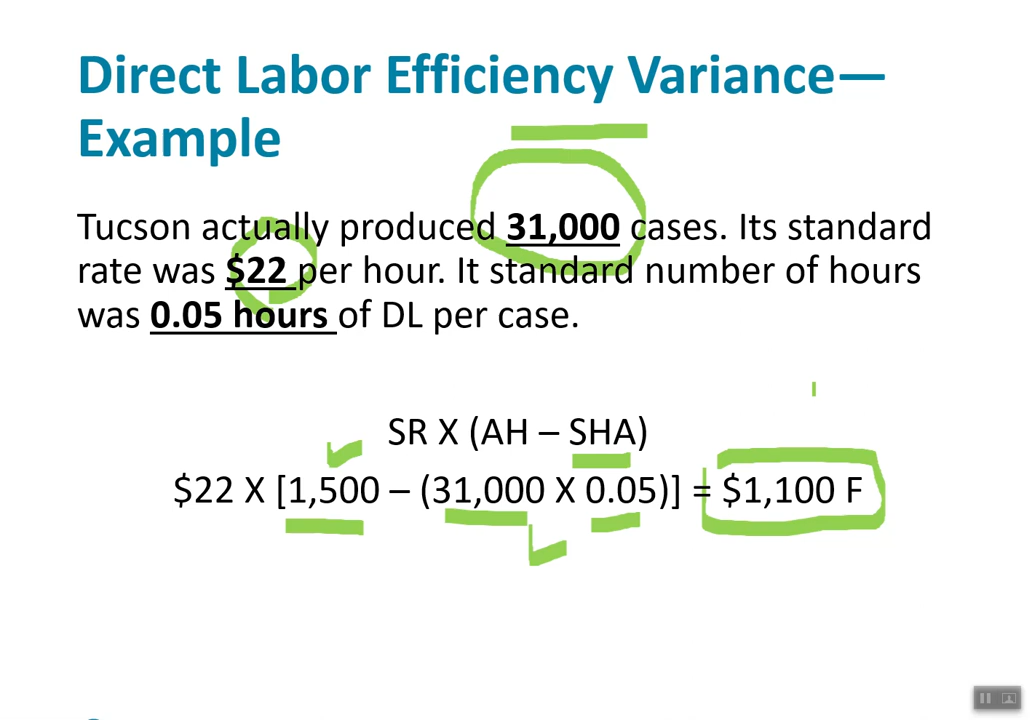 Direct Labor Efficiency Variance—
Example
Tucson actually produced 31,000 cases. Its standard
rate was $22 per hour. It standard number of hours
was 0.05 hours of DL per case.
SR X (AH – SHA)
$22 X [1,500 – (31,000 X 0.05)] = $1,100 F